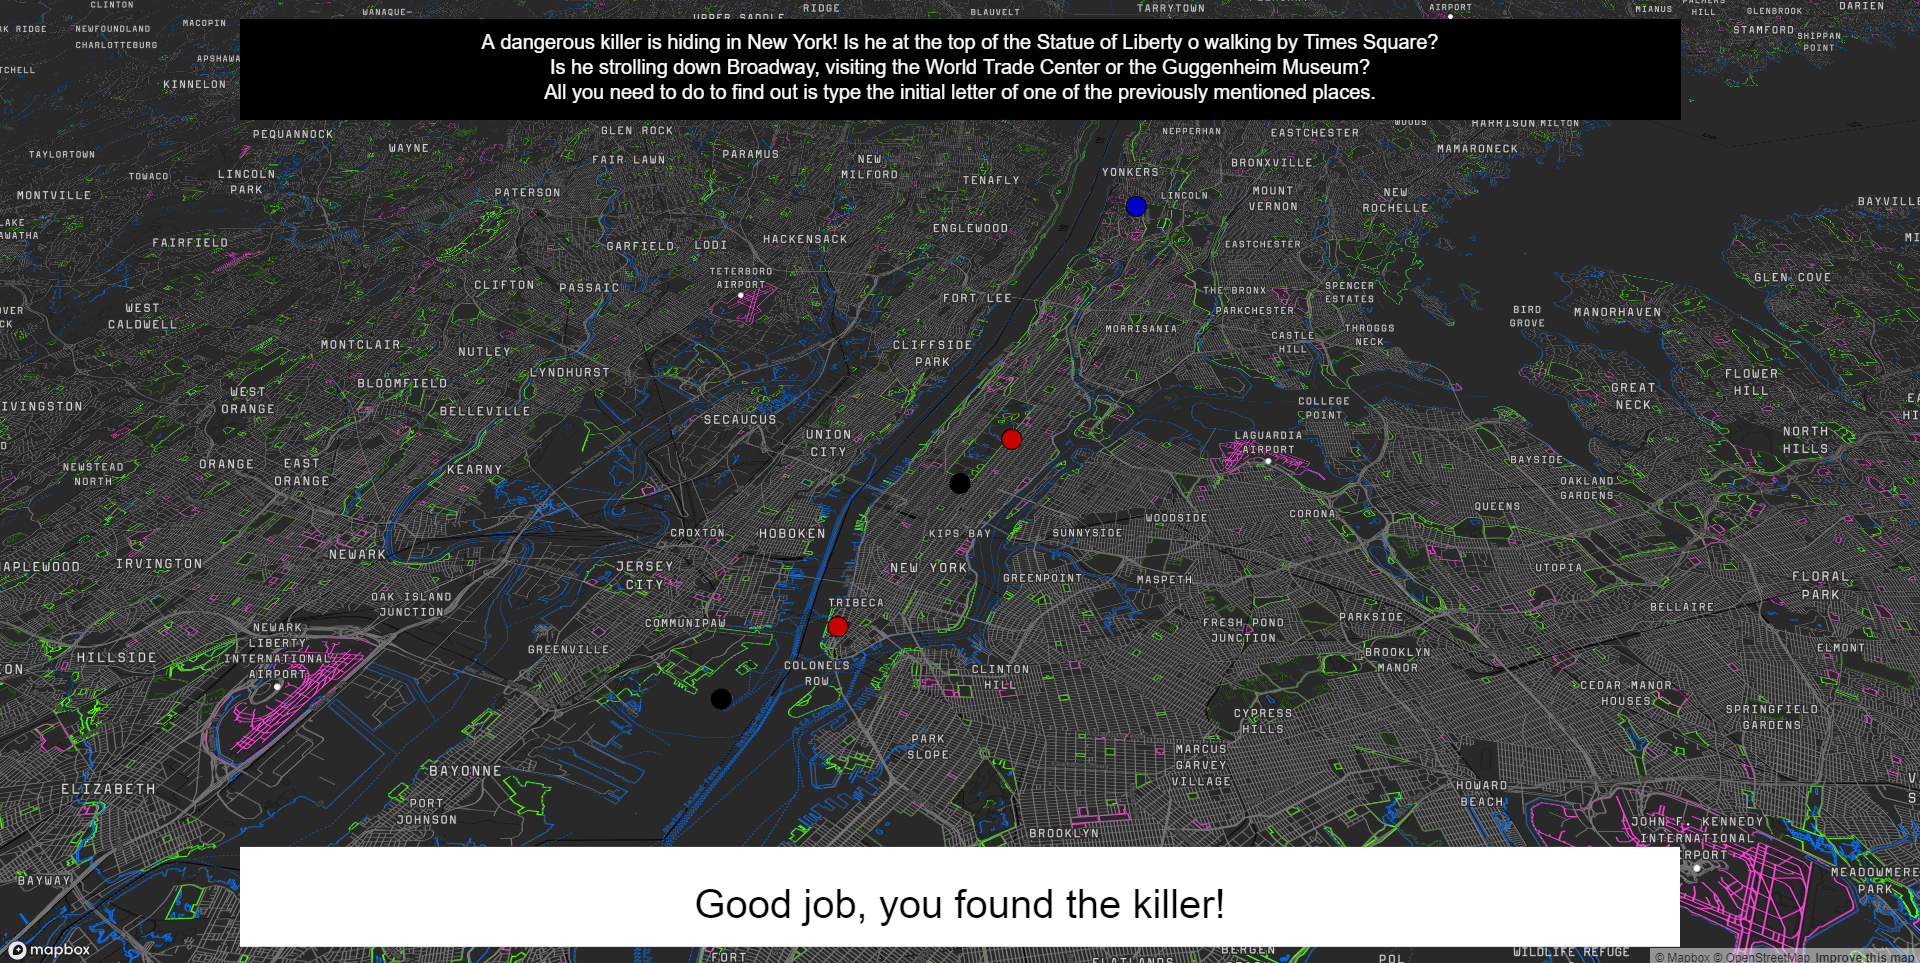 CLINTON
WANAQUE-
RIDGE
BLAUVELT
TARRYTOWN
AIRPORT
MIANUS
HILL
GLENBROOK
DARIEN
NEWFOUNDLAND
MACOPIN
UPPER SADDLE
STAMFORD
SHIPPAN
POINT
CHARLOTTEBURG
KINNELON
A dangerous killer is hiding in New York! Is he at the top of the Statue of Liberty o walking by Times Square?
Is he strolling down Broadway, visiting the World Trade Center or the Guggenheim Museum?
All you need to do to find out is type the initial letter of one of the previously mentioned places.
PEQUANNOCK
GLEN ROCK
NEPPERHAN
EASTCHESTER
WOODS
HARRISON
MILTON
TAYLORTOWN
WAYNE
FAIR LAWN
PARAMUS
NEW
MILFORD
BRONXVILLE
MAMARONECK
TOWACO
LINCOLN
PARK
TENAFLY
YONKERS
MONTVILLE
PATERSON
LINCOLN
MOUNT
VERNON
NEW
ROCHELLE
BAYVILLE
FAIRFIELD
GARFIELD
LODI
HACKENSACK
ENGLEWOOD
EASTCHESTER
TETERBORO
AIRPORT
CLIFTON
PASSAIC
FORT LEE
THE BRONX
SPENCER
ESTATES
GLEN COVE
WEST
CALDWELL
PARKCHESTER
BIRD
GROVE
MANORHAVEN
MONTCLAIR
NUTLEY
CLIFFSIDE
PARK
MORRISANIA
CASTLE
HILL
THROGGS
NECK
LYNDHURST
BLOOMFIELD
WEST
ORANGE
BELLEVILLE
SECAUCUS
COLLEGE
POINT
GREAT
NECK
FLOWER
HILL
IVINGSTON
UNION
CITY
LAGUARDIA
AIRPORT
NORTH
HILLS
NEWSTEAD
NORTH
ORANGE
EAST
ORANGE
KEARNY
BAYSIDE
OAKLAND
GARDENS
CROXTON
HOBOKEN
KIPS BAY
SUNNYSIDE
WOODSIDE
CORONA
QUEENS
APLEWOOD
IRVINGTON
NEWARK
JERSEY
CITY
NEW YORK
GREENPOINT
MASPETH
UTOPIA
FLORAL
PARK
OAK ISLAND
JUNCTION
TRIBECA
BELLAIRE
COMMUNIPAW
FRESH POND
JUNCTION
PARKSIDE
NEWARK
LIBERTY
INTERNATIONAL
AIRPORT
HILLSIDE
GREENVILLE
COLONELS
ROW
CLINTON
HILL
BROOKLYN
MANOR
ELMONT
CEDAR MANOR
HOUSES
SPRINGFIELD
GARDENS
CYPRESS
HILLS
PARK
SLOPE
MARCUS
GARVEY
VILLAGE
BAYONNE
ELIZABETH
PORT
JOHNSON
HOWARD
BEACH
BROOKLYN
JOHN F. KENNEDY
INTERNATIONAL
RPORT
BAYWAY
MEADOWMERE
PARK
Good job, you found the killer!
mapbox
FORT
FLATLANDS
BERGEN
POL
WILDLIFE REFUGE
© Mapbox © OpenStreetMap Improve this map